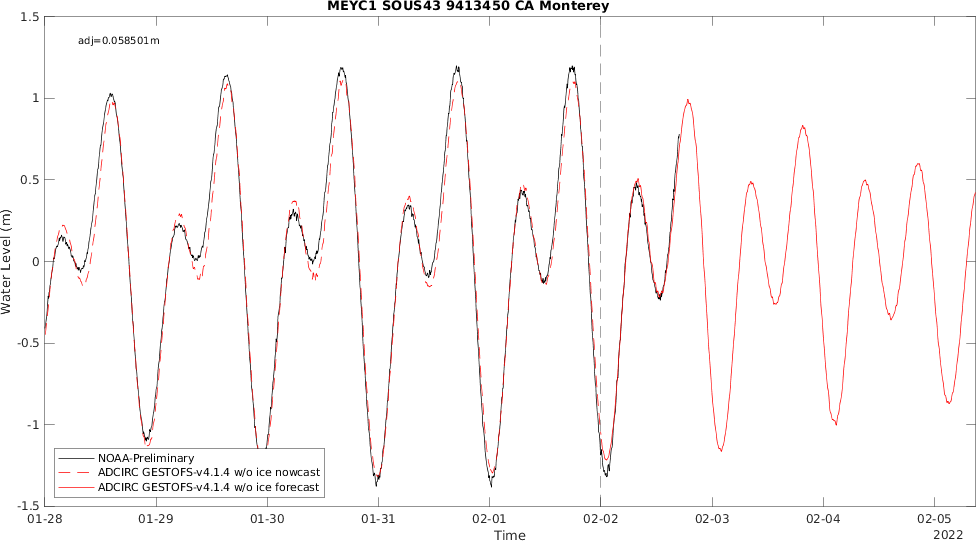 MEYC1 SOUS43 9413450 CA Monterey
1.5
adj=0.058501m
1
0.5
0
-0.5
-1
-1.5
Water Level (m)
NOAA-Preliminary
ADCIRC GESTOFS-v4.1.4 w/o ice nowcast
ADCIRC GESTOFS-v4.1.4 w/o ice forecast
01-28 01-29 01-30 01-31 02-01 02-02 02-03 02-04 02-05
Time
2022